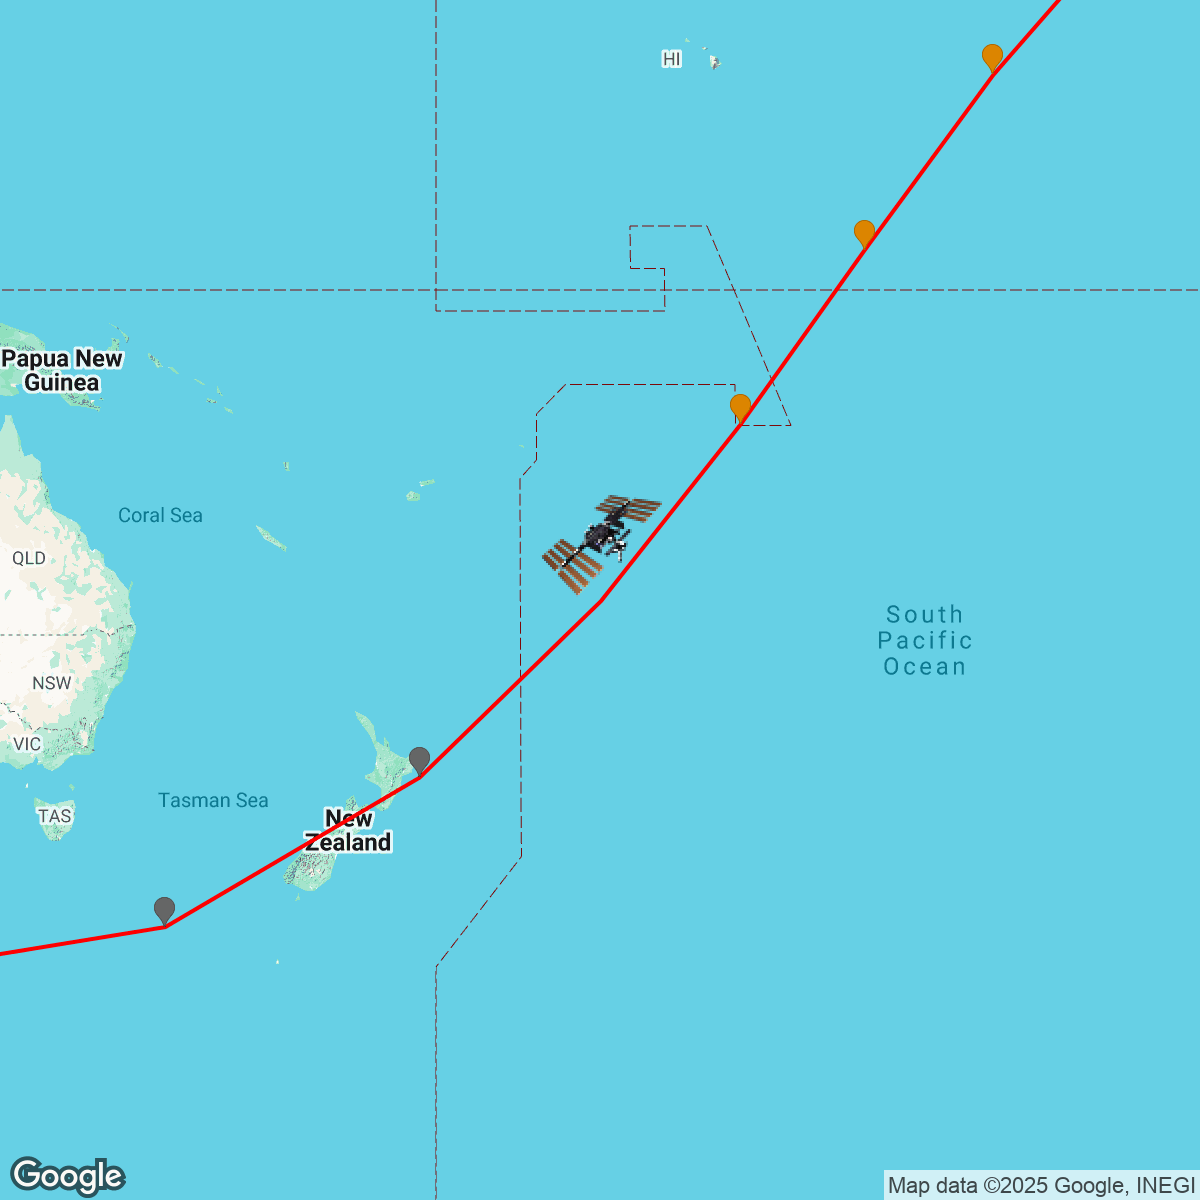 HI
Papua New
Guinea
Coral Sea
QLD
South
Pacific
Ocean
NSW
VIC
Tasman Sea
TAS
New
Zealand
Google
Map data ©2025 Google, INEGI